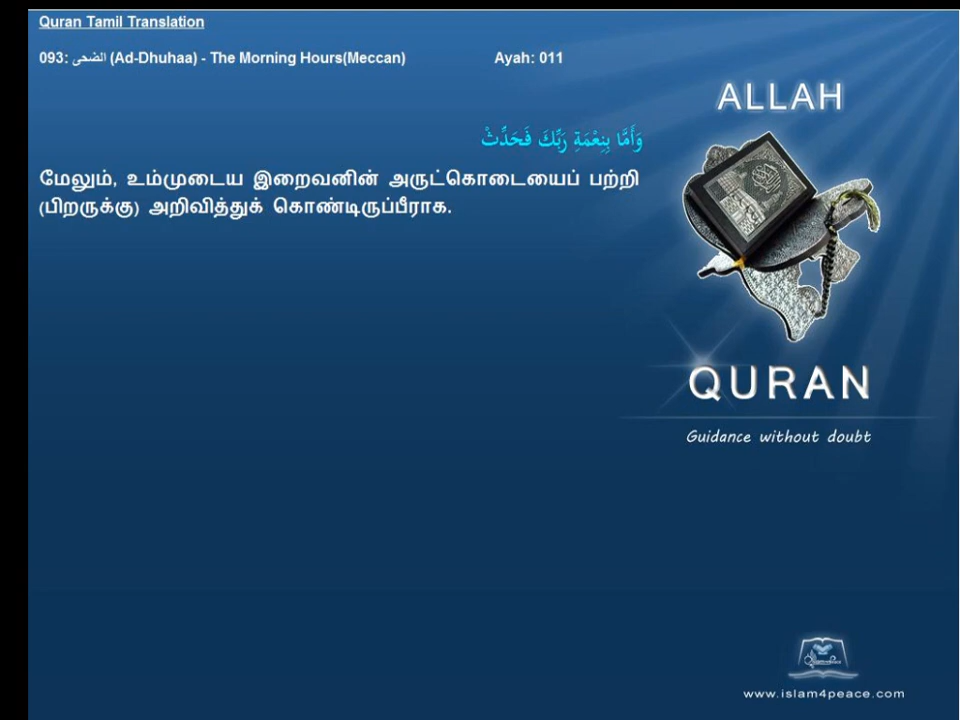 Quran Tamil Translation
093: الضحى (Ad-Dhuhaa) - The Morning Hours(Meccan) Ayah: 011
ALLAH
وَأَمَّا بِنِعْمَةِ رَبِّكَ فَحَدِّثْ
மேலும், உம்முடைய இறைவனின் அருட்கொடையைப் பற்றி
(பிறருக்கு) அறிவித்துக் கொண்டிருப்பீராக.
QURAN
Guidance without doubt
www.islam4peace.com